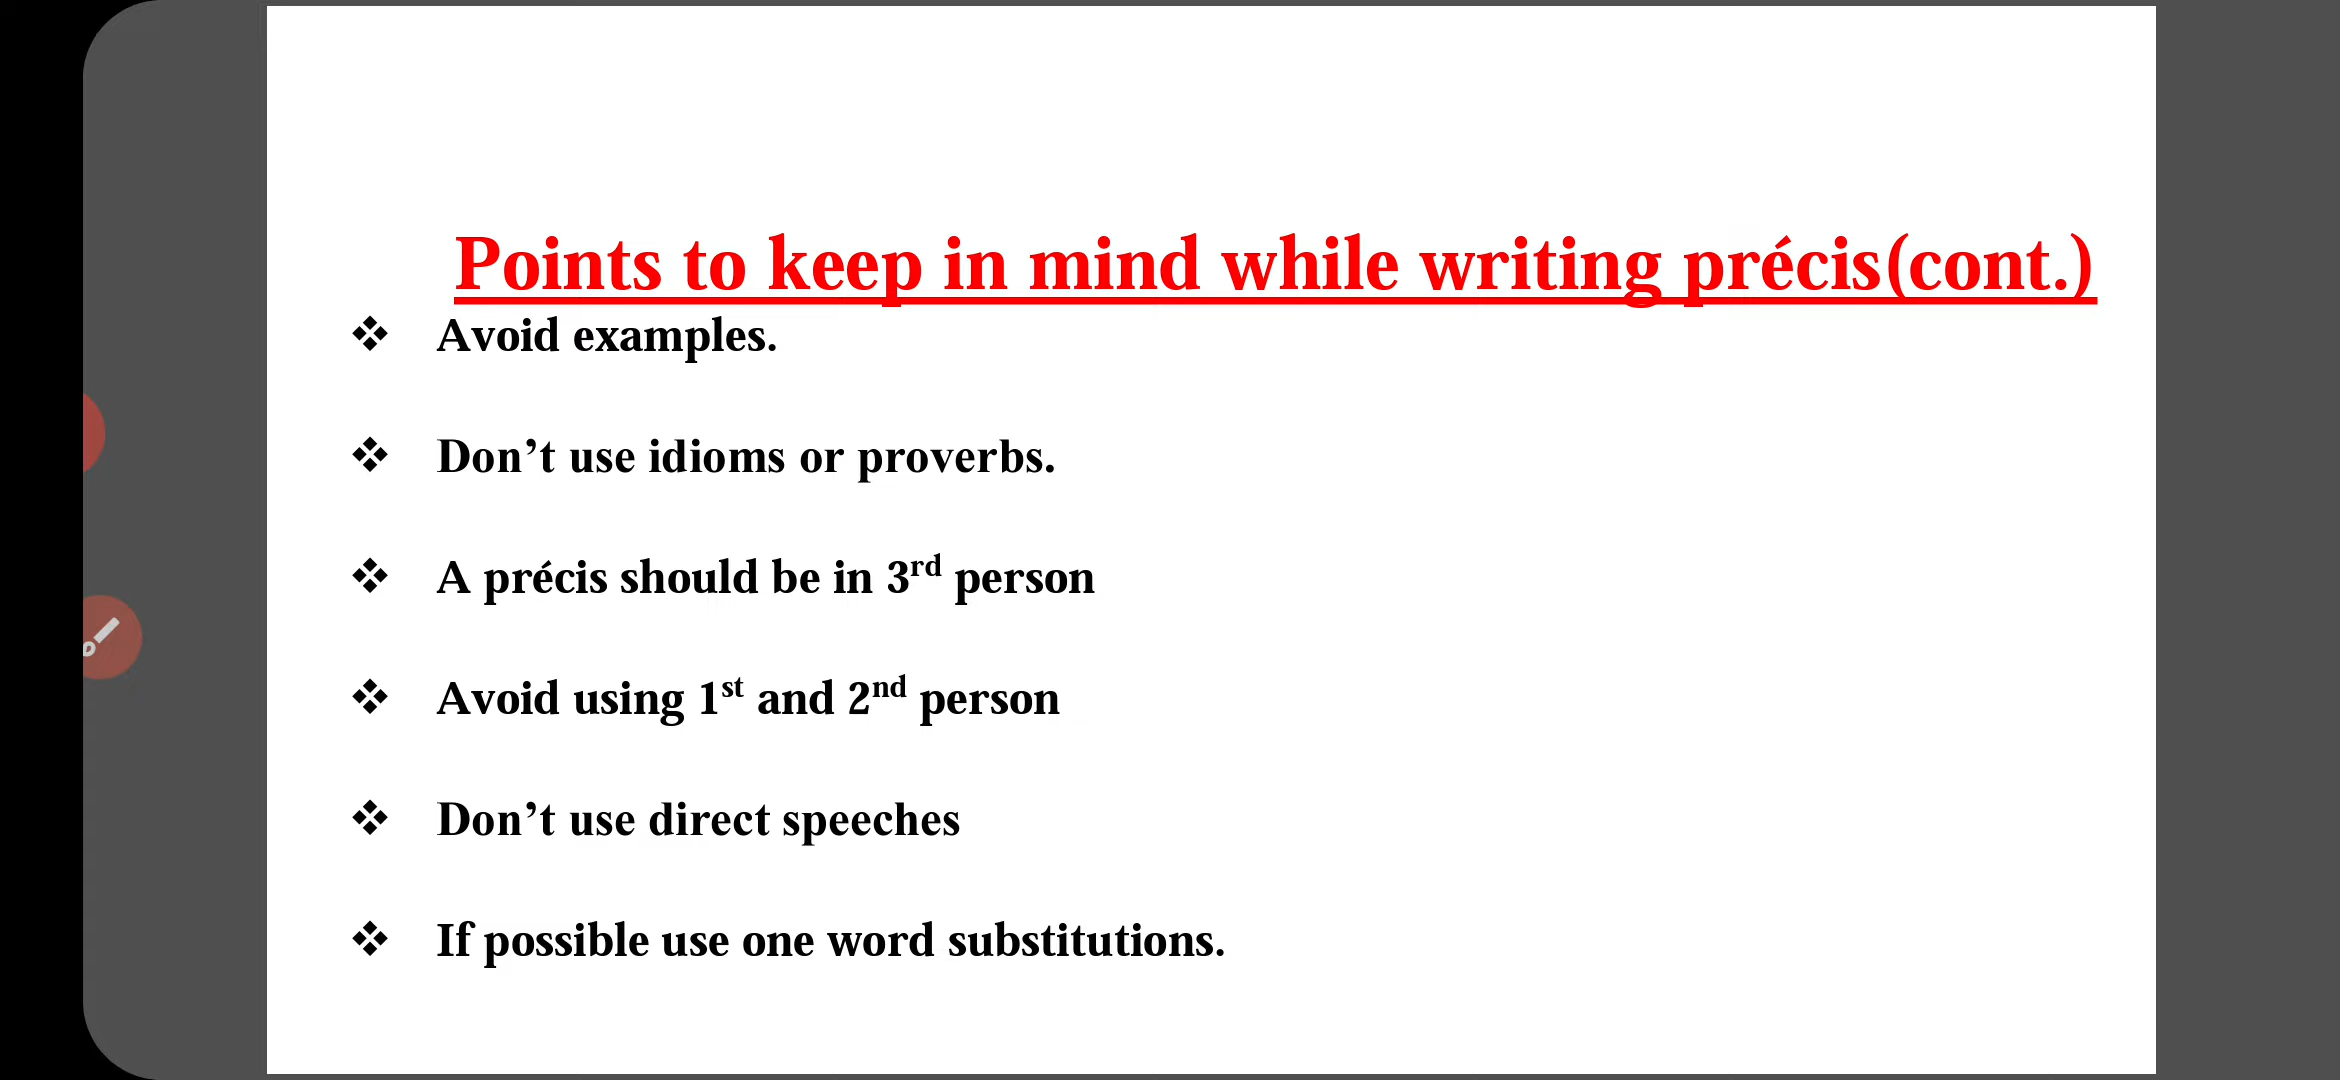 Points to keep in mind while writing précis(cont.)
❖ Avoid examples.
❖ Don’t use idioms or proverbs.
❖ A précis should be in 3rd person
❖ Avoid using 1st and 2nd person
❖ Don’t use direct speeches
❖ If possible use one word substitutions.